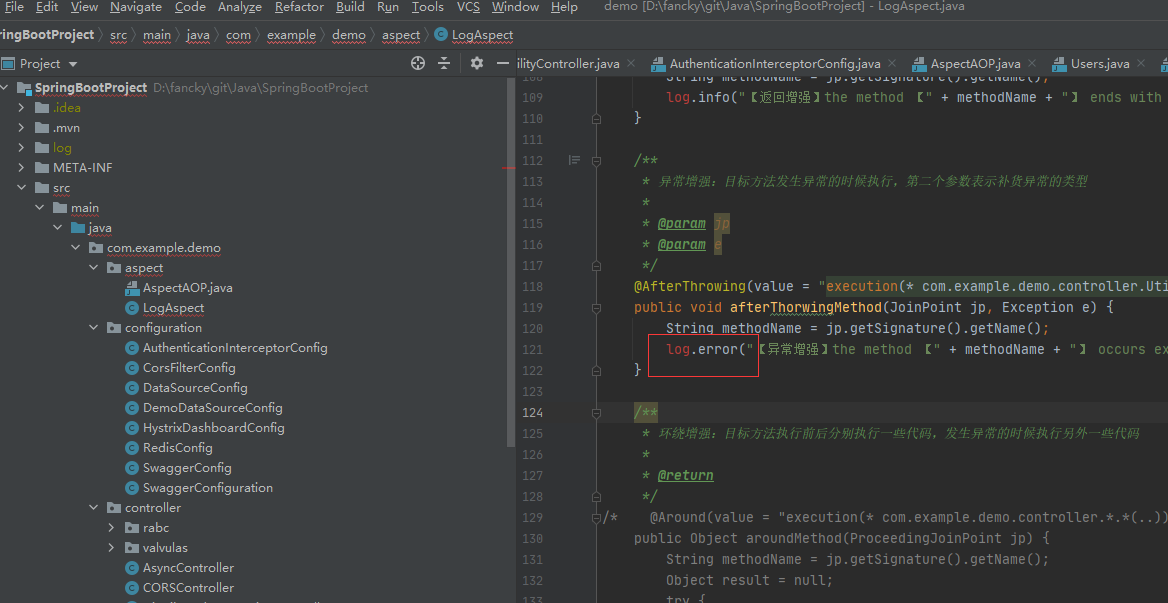 File Edit View Navigate Code Analyze Refactor Build Run Tools VCS Window Help demo [D:\fancky\git\Java\SpringBootProject] - LogAspect.java
ringBootProject src main java com example demo aspect LogAspect
Project
ilityController.java AuthenticationInterceptorConfig.java AspectAOP.java Users.java
SpringBootProject D:\fancky\git\Java\SpringBootProject
.idea
.mvn
log
META-INF
src
main
java
com.example.demo
aspect
AspectAOP.java
LogAspect
configuration
AuthenticationInterceptorConfig
CorsFilterConfig
DataSourceConfig
DemoDataSourceConfig
HystrixDashboardConfig
RedisConfig
SwaggerConfig
SwaggerConfiguration
controller
rabc
valvulas
AsyncController
CORSController
108 String methodName = jp.getSignature().getName();
109 log.info("【返回增强】the method 【" + methodName + "】 ends with
110 }
111
112 /**
113 * 异常增强：目标方法发生异常的时候执行，第二个参数表示补货异常的类型
114 *
115 * @param jp
116 * @param e
117 */
118 @AfterThrowing(value = "execution(* com.example.demo.controller.Uti
119 public void afterThorwingMethod(JoinPoint jp, Exception e) {
120 String methodName = jp.getSignature().getName();
121 log.error("【异常增强】the method 【" + methodName + "】 occurs ex
122 }
123
124 /**
125 * 环绕增强：目标方法执行前后分别执行一些代码，发生异常的时候执行另外一些代码
126 *
127 * @return
128 */
129 /* @Around(value = "execution(* com.example.demo.controller.*.*(..))
130 public Object aroundMethod(ProceedingJoinPoint jp) {
131 String methodName = jp.getSignature().getName();
132 Object result = null;
133 try {